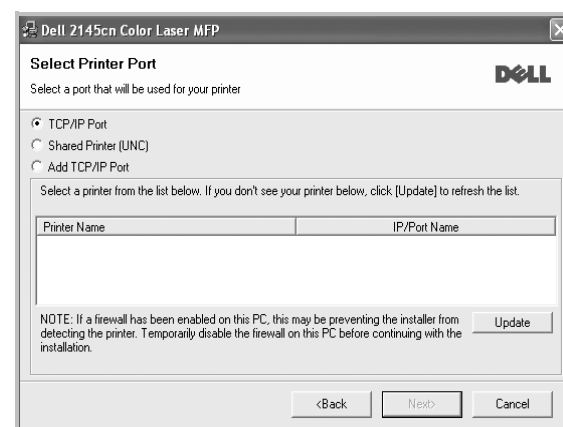 Dell 2145cn Color Laser MFP
Select Printer Port
Select a port that will be used for your printer
DELL
TCP/IP Port
Shared Printer (UNC)
Add TCP/IP Port
Select a printer from the list below. If you don't see your printer below, click [Update] to refresh the list.
Printer Name IP/Port Name
NOTE: If a firewall has been enabled on this PC, this may be preventing the installer from
detecting the printer. Temporarily disable the firewall on this PC before continuing with the
installation.
Update
<Back Next> Cancel